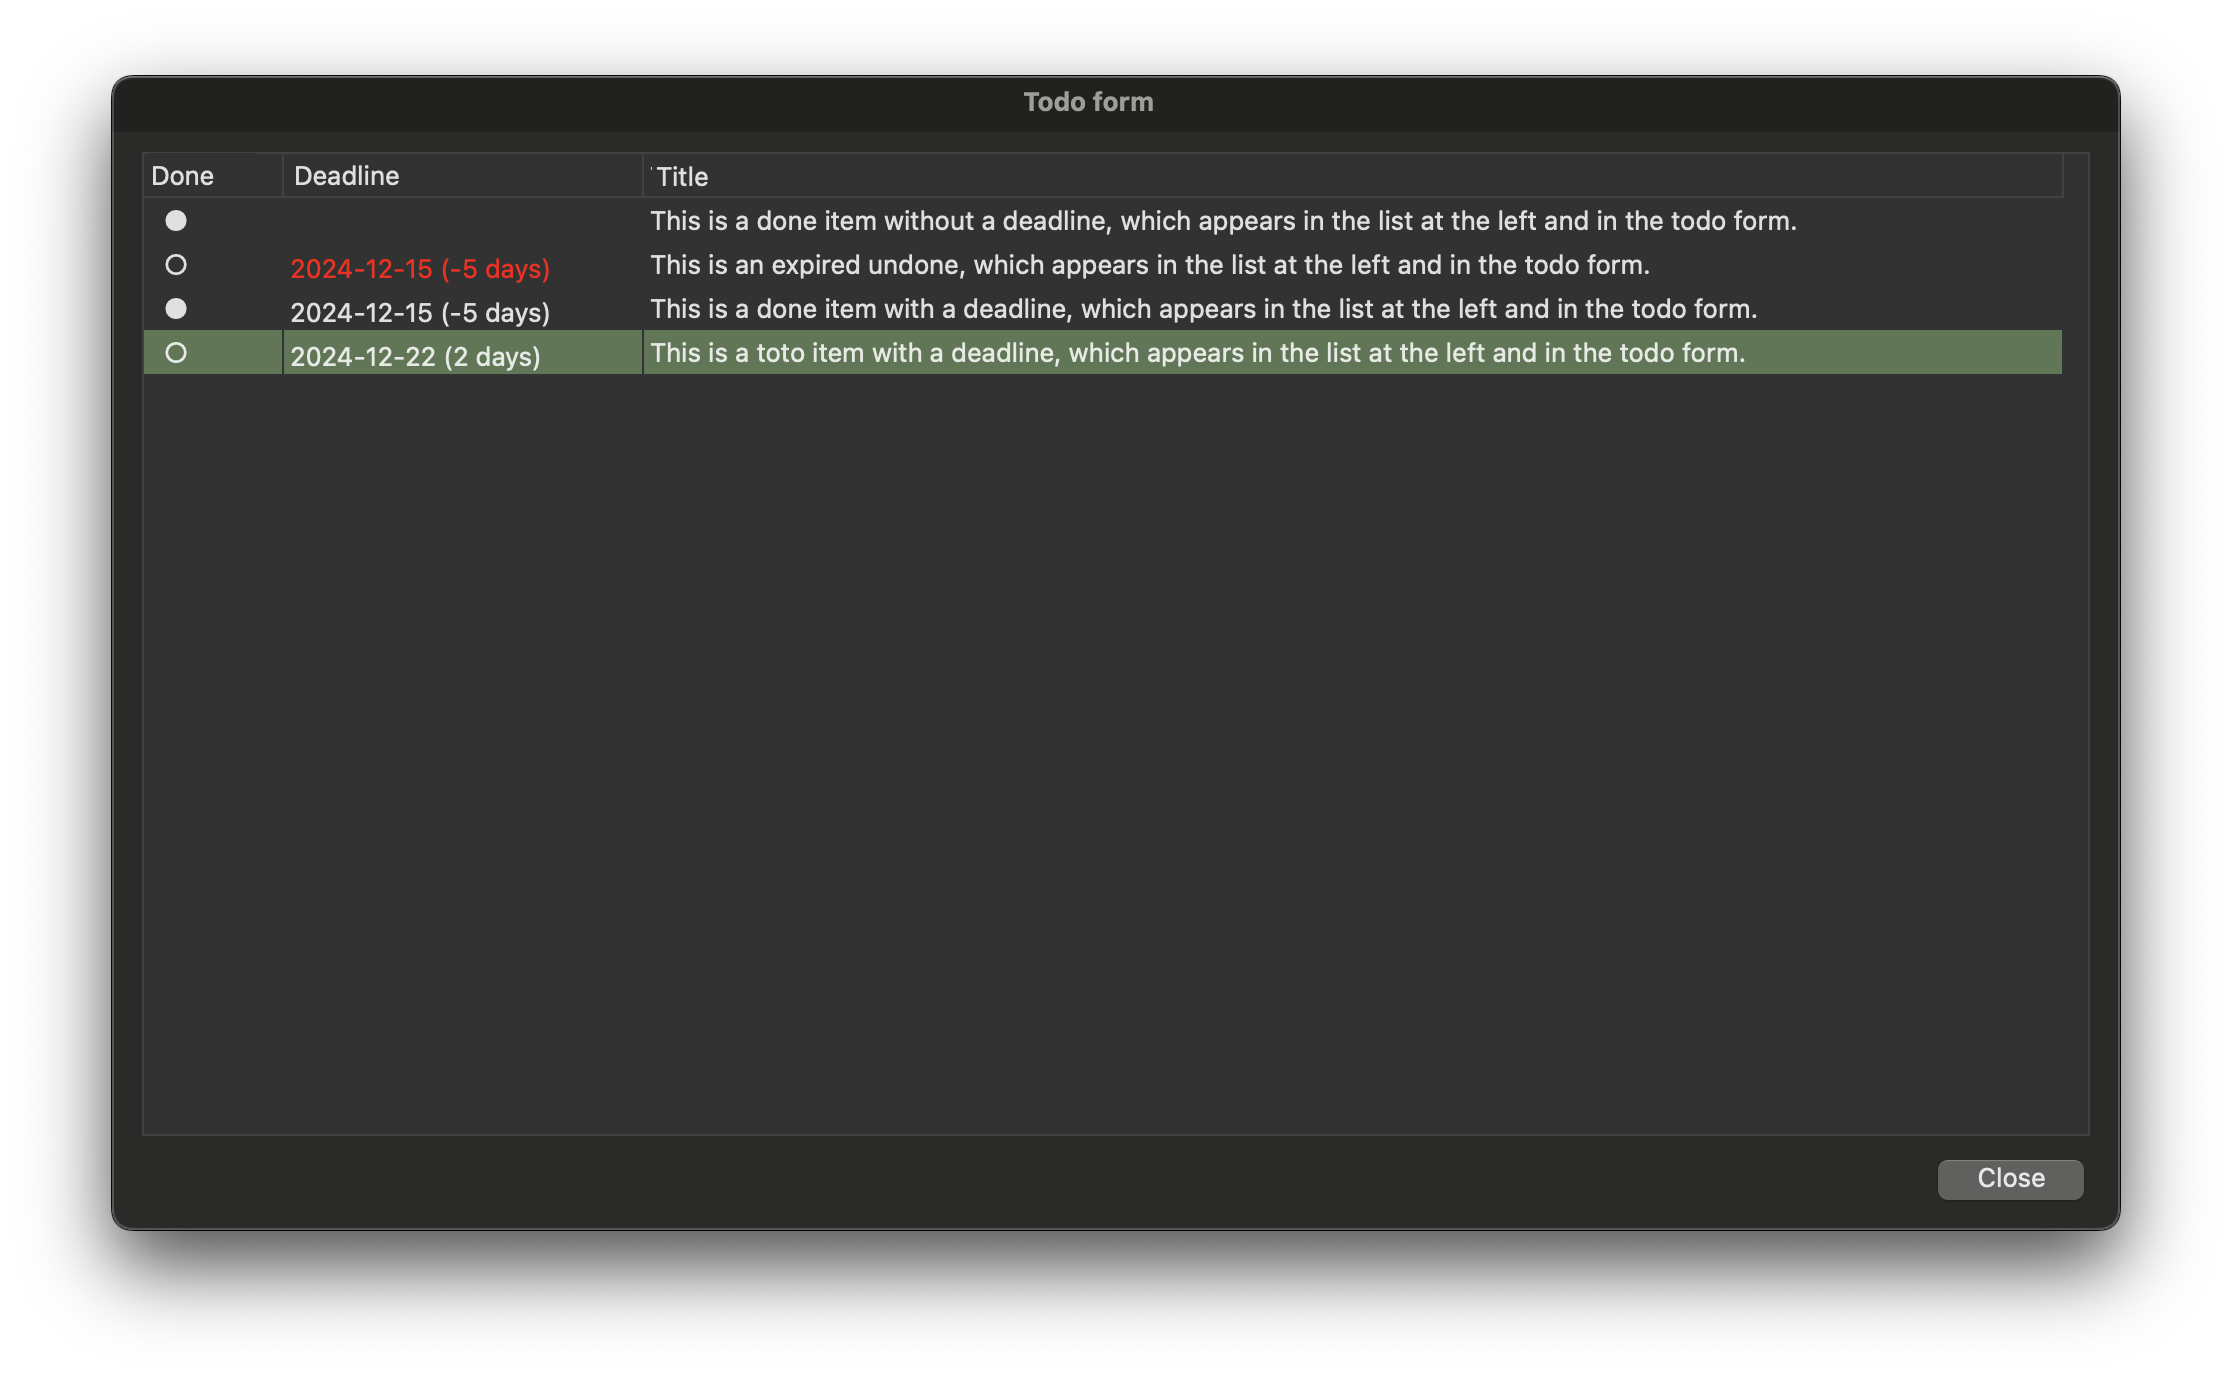 Todo form
Done Deadline Title
This is a done item without a deadline, which appears in the list at the left and in the todo form.
2024-12-15 (-5 days) This is an expired undone, which appears in the list at the left and in the todo form.
2024-12-15 (-5 days) This is a done item with a deadline, which appears in the list at the left and in the todo form.
2024-12-22 (2 days) This is a toto item with a deadline, which appears in the list at the left and in the todo form.
Close